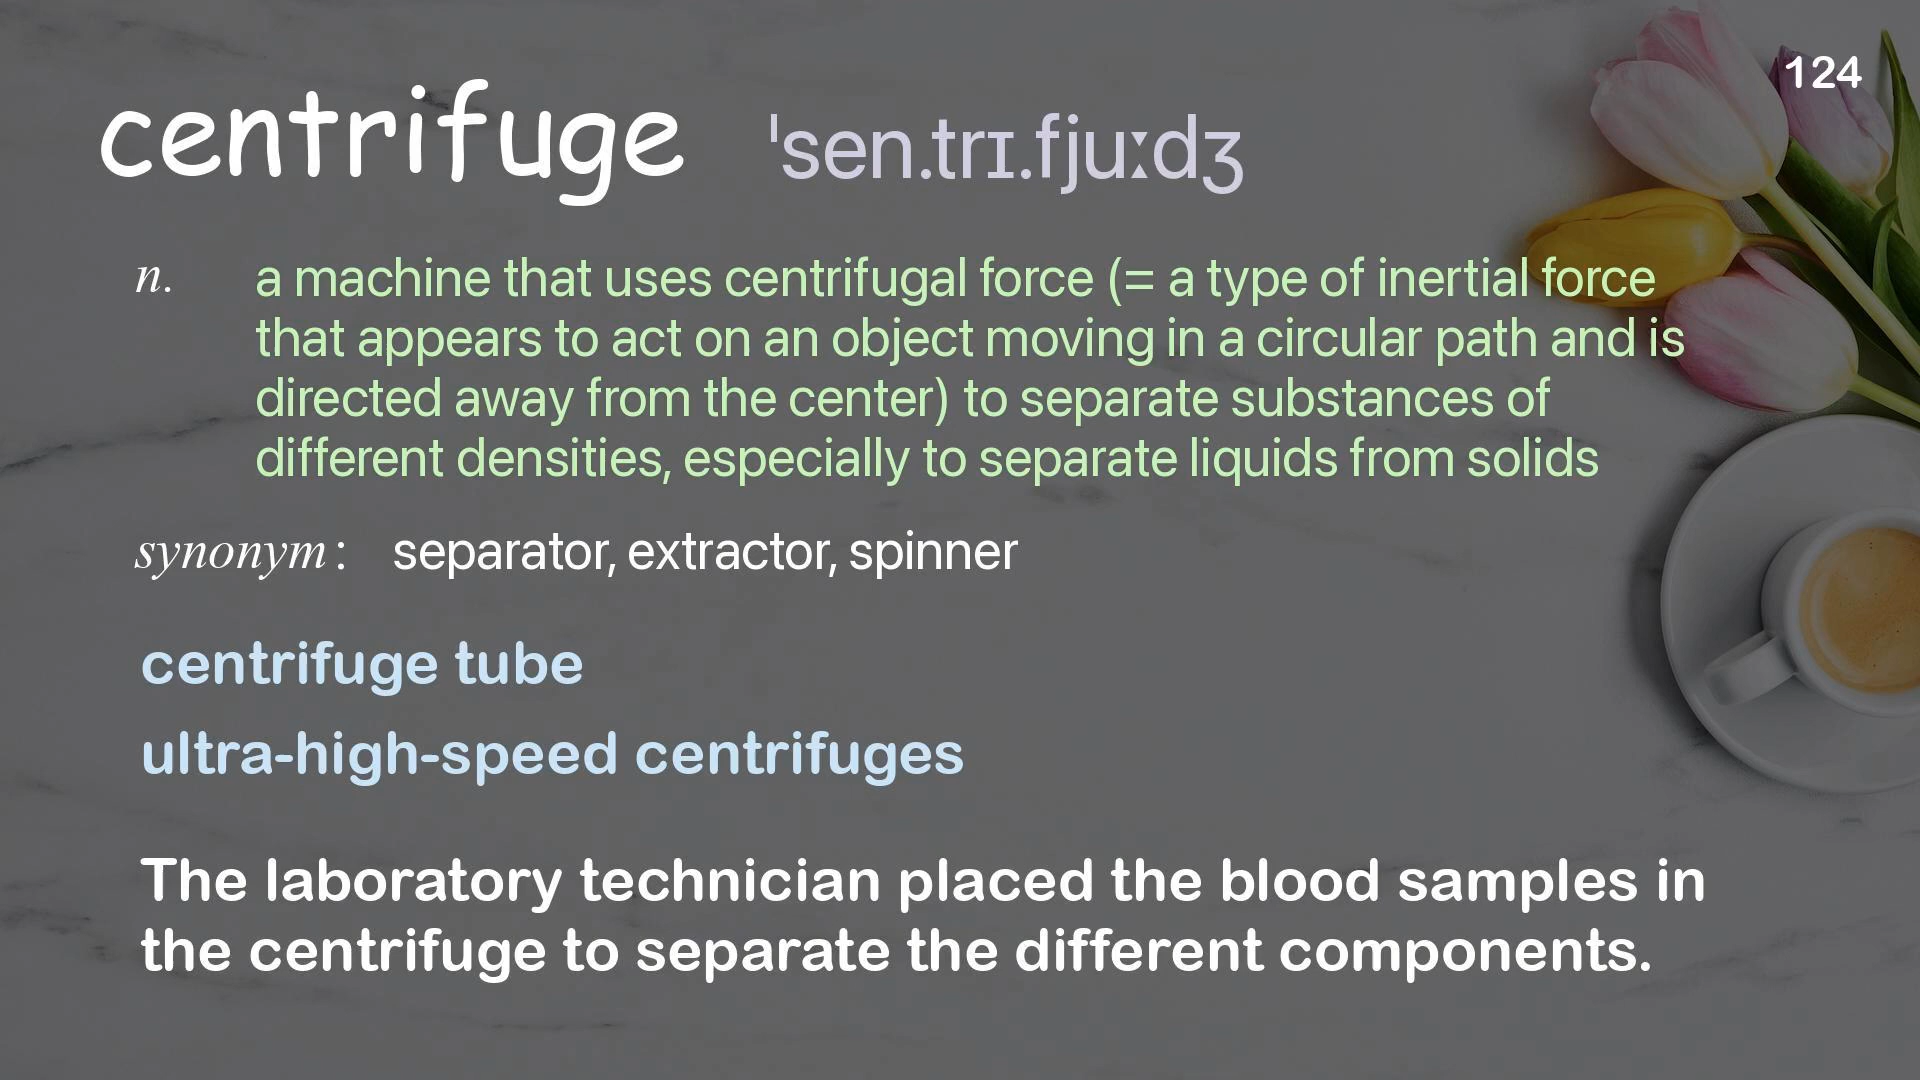 124
centrifuge ˈsen.trɪ.fjuːdʒ
n. a machine that uses centrifugal force (= a type of inertial force
that appears to act on an object moving in a circular path and is
directed away from the center) to separate substances of
different densities, especially to separate liquids from solids
synonym: separator, extractor, spinner
centrifuge tube
ultra-high-speed centrifuges
The laboratory technician placed the blood samples in
the centrifuge to separate the different components.